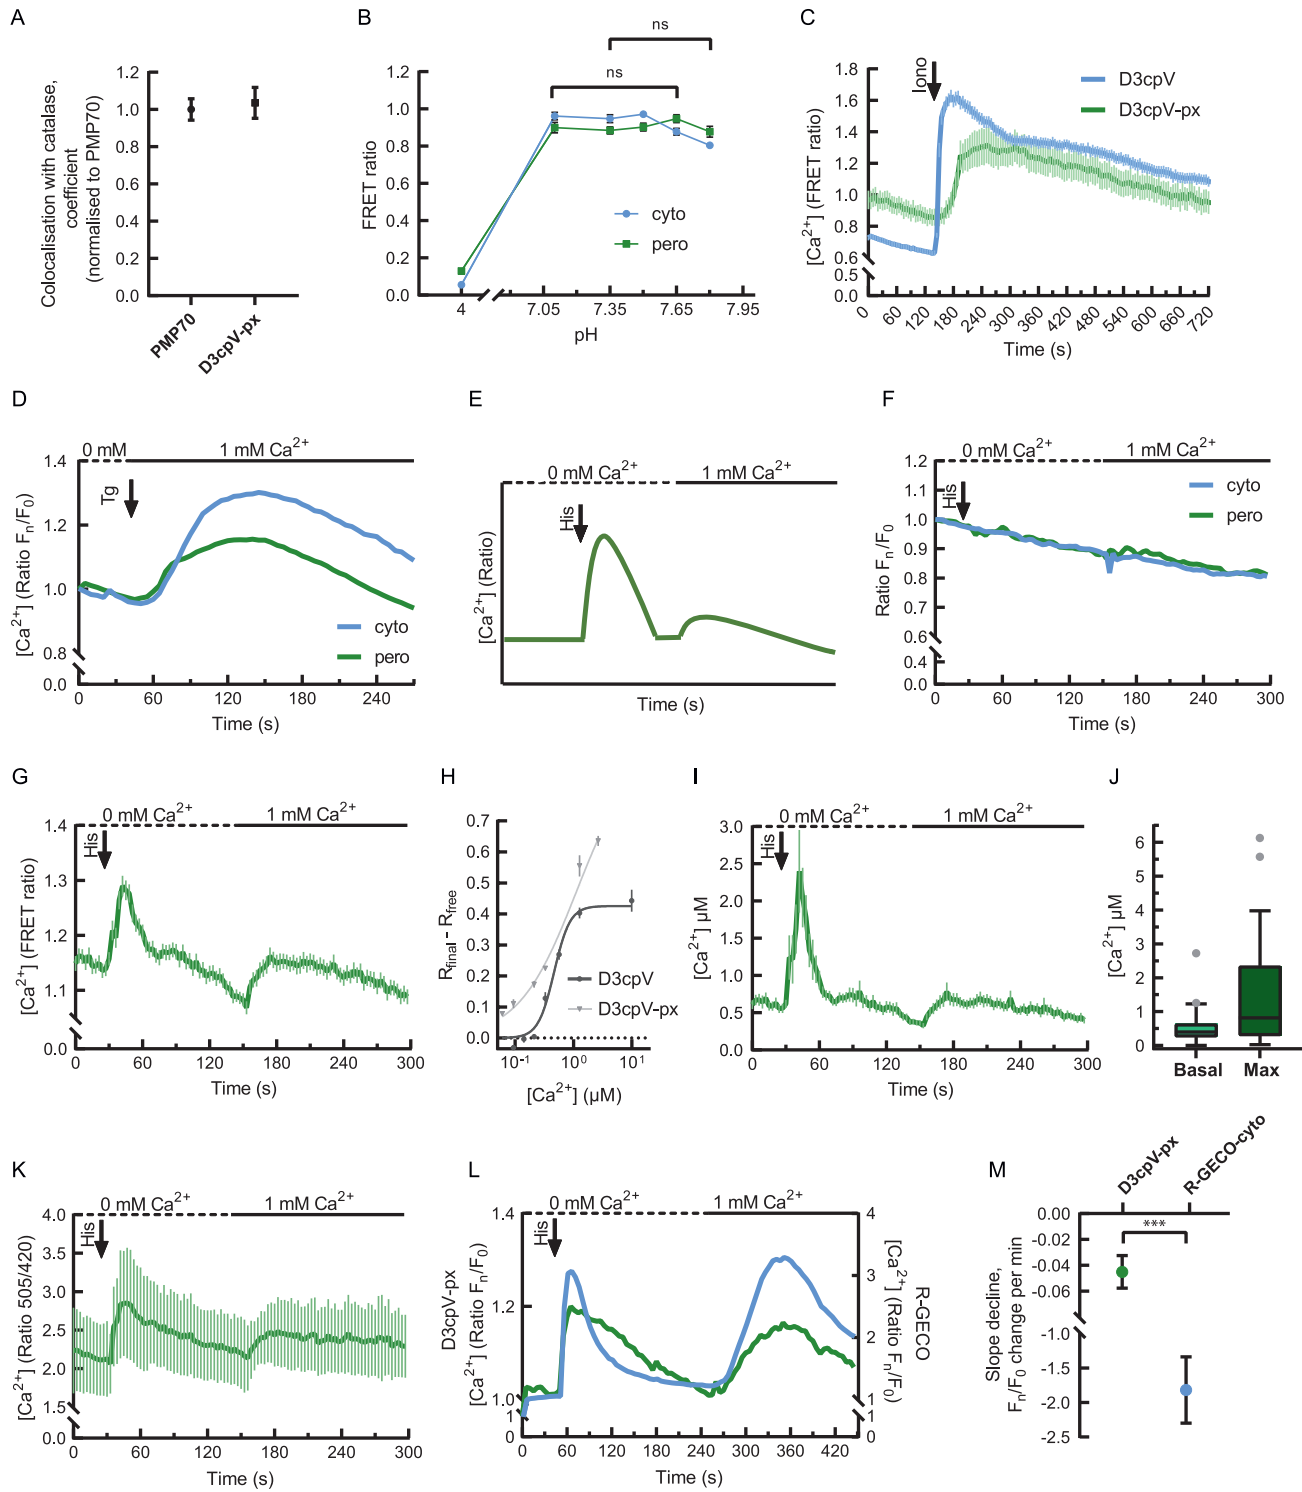 A
Colocalisation with catalase,
coefficient
(normalised to PMP70)
1.2
1.0
0.8
0.6
0.4
0.2
0.0
PMP70
D3cpV-px
B
ns
ns
FRET ratio
1.2
1.0
0.8
0.6
0.4
0.2
0.0
cyto
pero
4 7.05 7.35 7.65 7.95
pH
C
Iono
D3cpV
D3cpV-px
[Ca2+] (FRET ratio)
1.8
1.6
1.4
1.2
1.0
0.8
0.6
0.5
0.0
0 60 120 180 240 300 360 420 480 540 600 660 720
Time (s)
D
0 mM 1 mM Ca2+
Tg
[Ca2+] (Ratio Fn/F0)
1.4
1.2
1.0
0.8
0.0
cyto
pero
0 60 120 180 240
Time (s)
E
0 mM Ca2+ 1 mM Ca2+
His
[Ca2+] (Ratio)
Time (s)
F
0 mM Ca2+ 1 mM Ca2+
His
cyto
pero
Ratio Fn/F0
1.2
1.0
0.9
0.8
0.7
0.6
0.4
0.0
0 60 120 180 240 300
Time (s)
G
0 mM Ca2+ 1 mM Ca2+
His
[Ca2+] (FRET ratio)
1.4
1.3
1.2
1.1
1.0
0.0
0 60 120 180 240 300
Time (s)
H
Rfinal - Rfree
0.7
0.6
0.5
0.4
0.3
0.2
0.1
0.0
D3cpV
D3cpV-px
10-1 100 101
[Ca2+] (μM)
I
0 mM Ca2+ 1 mM Ca2+
His
[Ca2+] μM
3.0
2.5
2.0
1.5
1.0
0.5
0.0
0 60 120 180 240 300
Time (s)
J
[Ca2+] μM
6
5
4
3
2
1
0
Basal Max
K
0 mM Ca2+ 1 mM Ca2+
His
[Ca2+] (Ratio 505/420)
4.0
3.5
3.0
2.5
2.0
1.5
0.0
0 60 120 180 240 300
Time (s)
L
0 mM Ca2+ 1 mM Ca2+
His
D3cpV-px
[Ca2+] (Ratio Fn/F0)
1.4
1.2
1.0
1
0
4
3
2
1
1
0
[Ca2+] (Ratio Fn/F0)
R-GECO
0 60 120 180 240 300 360 420
Time (s)
M
D3cpV-px
R-GECO-cyto
***
Slope decline,
Fn/F0 change per min
0.00
-0.02
-0.04
-0.06
-1.0
-1.5
-2.0
-2.5